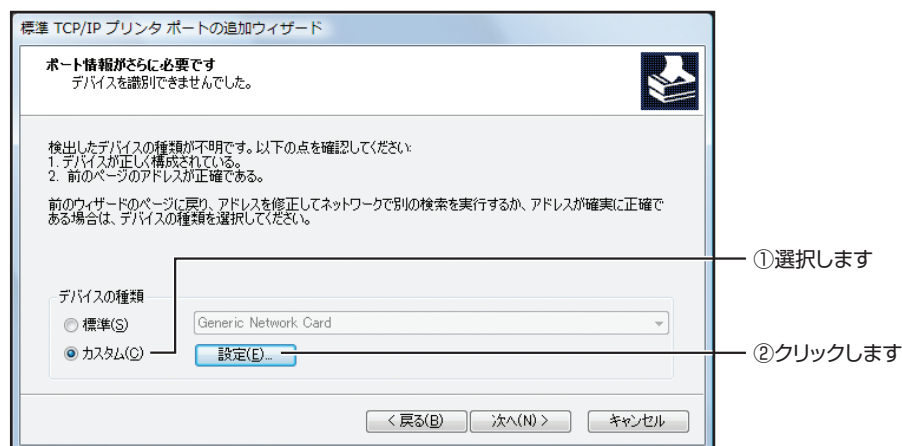 標準 TCP/IP プリンタ ポートの追加ウィザード
ポート情報がさらに必要です
デバイスを識別できませんでした。
検出したデバイスの種類が不明です。以下の点を確認してください:
1. デバイスが正しく構成されている。
2. 前のページのアドレスが正確である。
前のウィザードのページに戻り、アドレスを修正してネットワークで別の検索を実行するか、アドレスが確実に正確で
ある場合は、デバイスの種類を選択してください。
①選択します
デバイスの種類
標準(S)
Generic Network Card
カスタム(C)
設定(E)...
②クリックします
< 戻る(B)
次へ(N) >
キャンセル